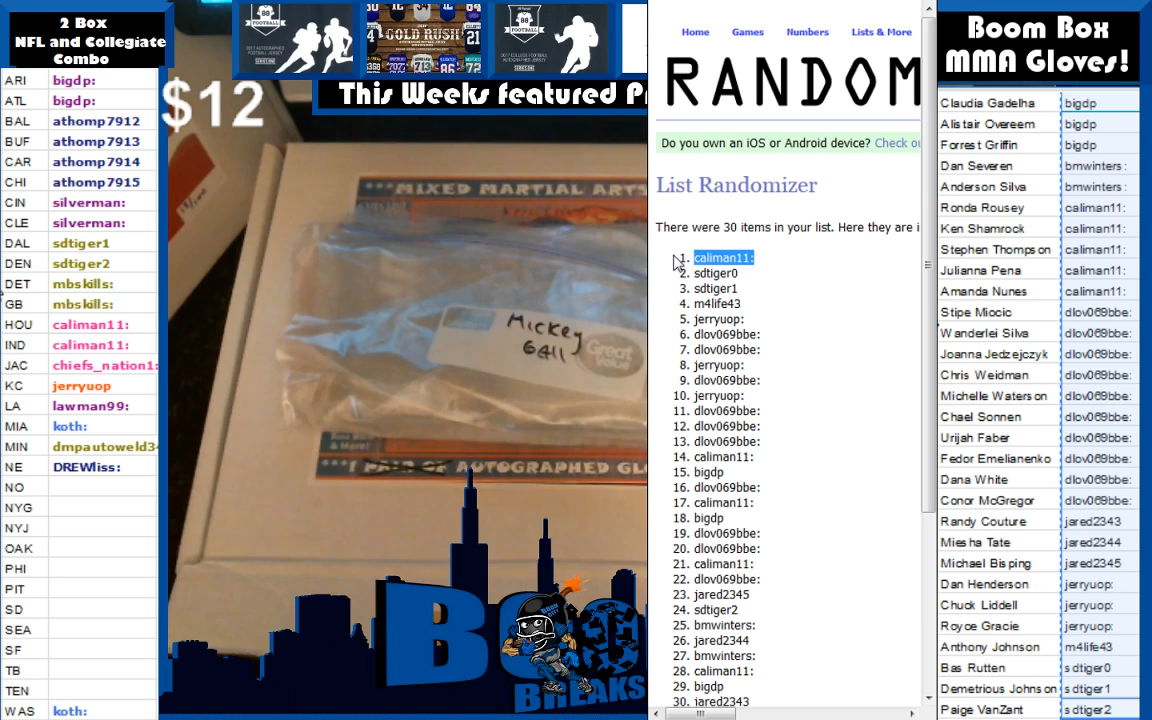 2 Box
NFL and Collegiate
Combo
ARI bigdp:
ATL bigdp:
BAL athomp7912
BUF athomp7913
CAR athomp7914
CHI athomp7915
CIN silverman:
CLE silverman:
DAL sdtiger1
DEN sdtiger2
DET mbskills:
GB mbskills:
HOU caliman11:
IND caliman11:
JAC chiefs_nation1:
KC jerryuop
LA lawman99:
MIA koth:
MIN dmpautoweld34
NE DREWliss:
NO
NYG
NYJ
OAK
PHI
PIT
SD
SEA
SF
TB
TEN
WAS koth:
$12
FOOTBALL
GOLD RUSH
FOOTBALL
This Weeks featured
***MIXED MARTIAL ARTS
Mickey
Gall
Great
Value
& More!
AUTOGRAPHED
BREAKS
Home Games Numbers Lists & More
RANDOM
Do you own an iOS or Android device? Check ou
List Randomizer
There were 30 items in your list. Here they are i
1. caliman11:
2. sdtiger0
3. sdtiger1
4. m4life43
5. jerryuop:
6. dlov069bbe:
7. dlov069bbe:
8. jerryuop:
9. dlov069bbe:
10. jerryuop:
11. dlov069bbe:
12. dlov069bbe:
13. dlov069bbe:
14. caliman11:
15. bigdp
16. dlov069bbe:
17. caliman11:
18. bigdp
19. dlov069bbe:
20. dlov069bbe:
21. caliman11:
22. dlov069bbe:
23. jared2345
24. sdtiger2
25. bmwinters:
26. jared2344
27. bmwinters:
28. caliman11:
29. bigdp
30. jared2343
Boom Box
MMA Gloves!
Claudia Gadelha bigdp
Alistair Overeem bigdp
Forrest Griffin bigdp
Dan Severen bmwinters:
Anderson Silva bmwinters:
Ronda Rousey caliman11:
Ken Shamrock caliman11:
Stephen Thompson caliman11:
Julianna Pena caliman11:
Amanda Nunes caliman11:
Stipe Miocic dlov069bbe:
Wanderlei Silva dlov069bbe:
Joanna Jedzejczyk dlov069bbe:
Chris Weidman dlov069bbe:
Michelle Waterson dlov069bbe:
Chael Sonnen dlov069bbe:
Urijah Faber dlov069bbe:
Fedor Emelianenko dlov069bbe:
Dana White dlov069bbe:
Conor McGregor dlov069bbe:
Randy Couture jared2343
Miesha Tate jared2344
Michael Bisping jared2345
Dan Henderson jerryuop:
Chuck Liddell jerryuop:
Royce Gracie jerryuop:
Anthony Johnson m4life43
Bas Rutten sdtiger0
Demetrious Johnson sdtiger1
Paige VanZant sdtiger2